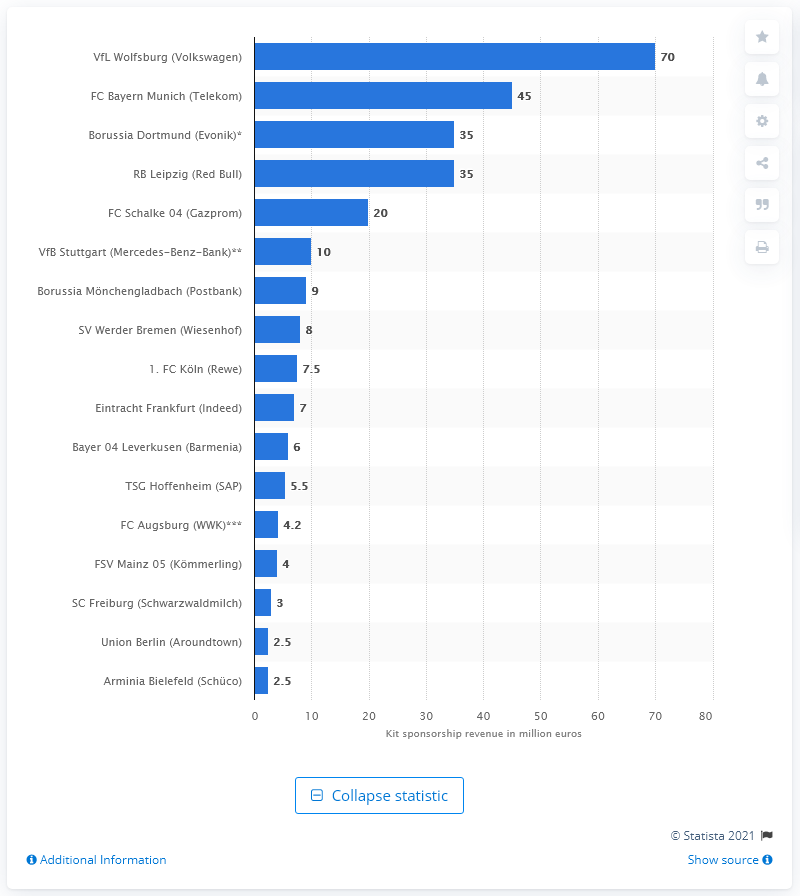 VfL Wolfsburg (Volkswagen) 70
FC Bayern Munich (Telekom) 45
Borussia Dortmund (Evonik)* 35
RB Leipzig (Red Bull) 35
FC Schalke 04 (Gazprom) 20
VfB Stuttgart (Mercedes-Benz-Bank)** 10
Borussia Mönchengladbach (Postbank) 9
SV Werder Bremen (Wiesenhof) 8
1. FC Köln (Rewe) 7.5
Eintracht Frankfurt (Indeed) 7
Bayer 04 Leverkusen (Barmenia) 6
TSG Hoffenheim (SAP) 5.5
FC Augsburg (WWK)*** 4.2
FSV Mainz 05 (Kömmerling) 4
SC Freiburg (Schwarzwaldmilch) 3
Union Berlin (Aroundtown) 2.5
Arminia Bielefeld (Schüco) 2.5
0 10 20 30 40 50 60 70 80
Kit sponsorship revenue in million euros
Collapse statistic
© Statista 2021
Additional Information Show source